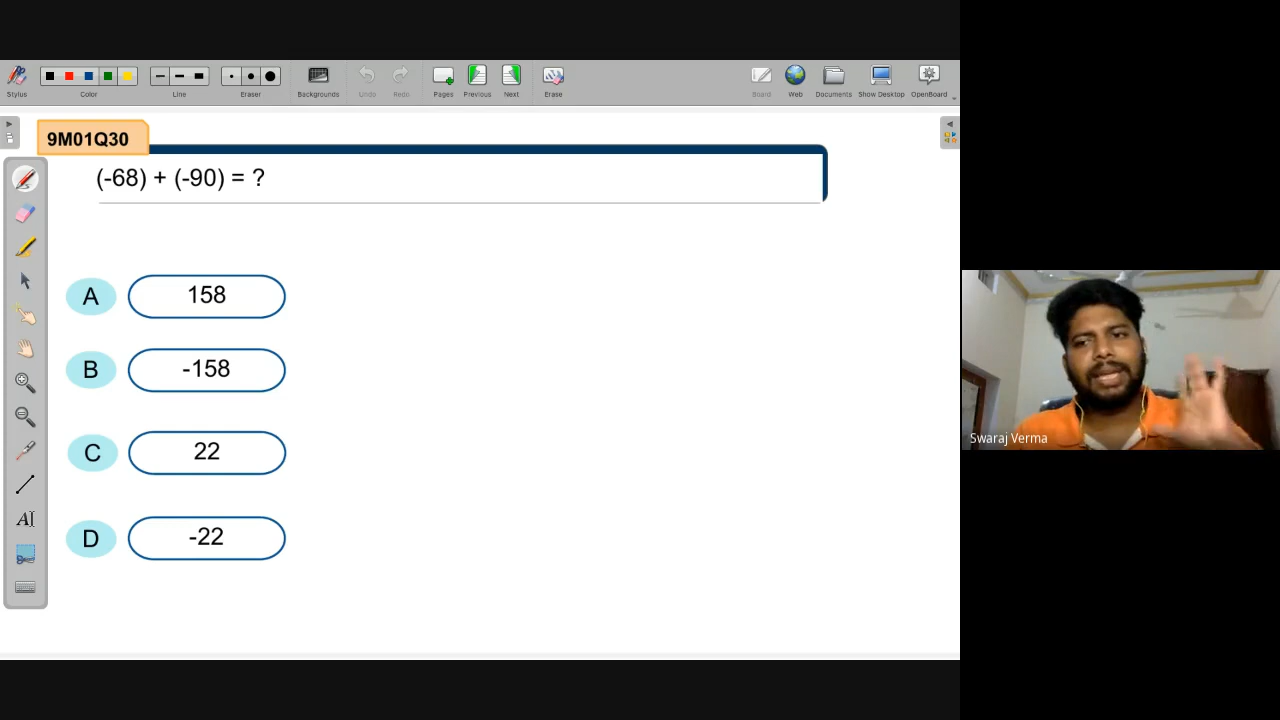 Stylus
Color
Line
Eraser
Backgrounds
Undo
Redo
Pages
Previous
Next
Erase
Board
Web
Documents
Show Desktop
OpenBoard
9M01Q30
(-68) + (-90) = ?
A 158
B -158
C 22
D -22
AI
Swaraj Verma